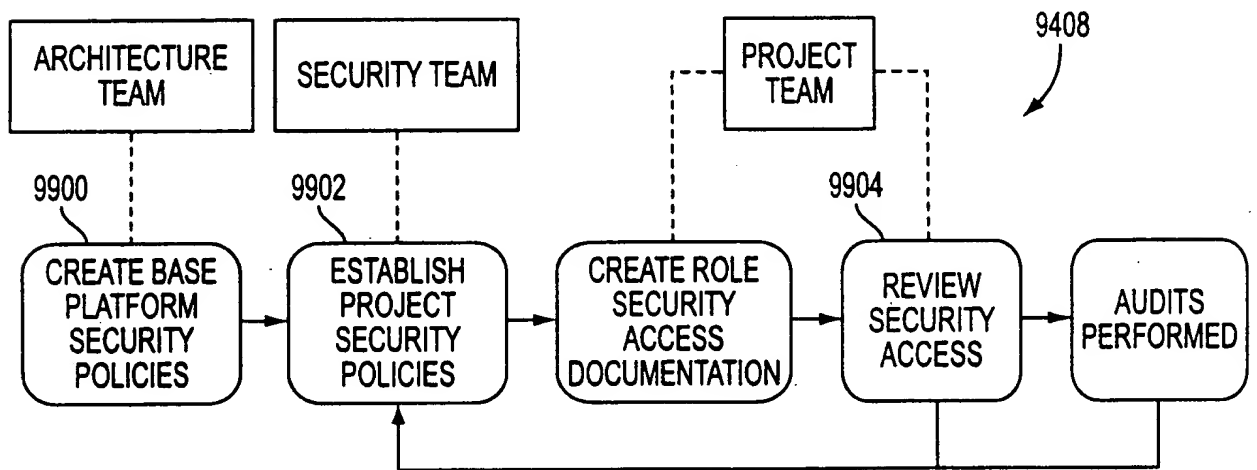 ARCHITECTURE
TEAM
SECURITY TEAM
PROJECT
TEAM
9408
9900
9902
9904
CREATE BASE
PLATFORM
SECURITY
POLICIES
ESTABLISH
PROJECT
SECURITY
POLICIES
CREATE ROLE
SECURITY
ACCESS
DOCUMENTATION
REVIEW
SECURITY
ACCESS
AUDITS
PERFORMED